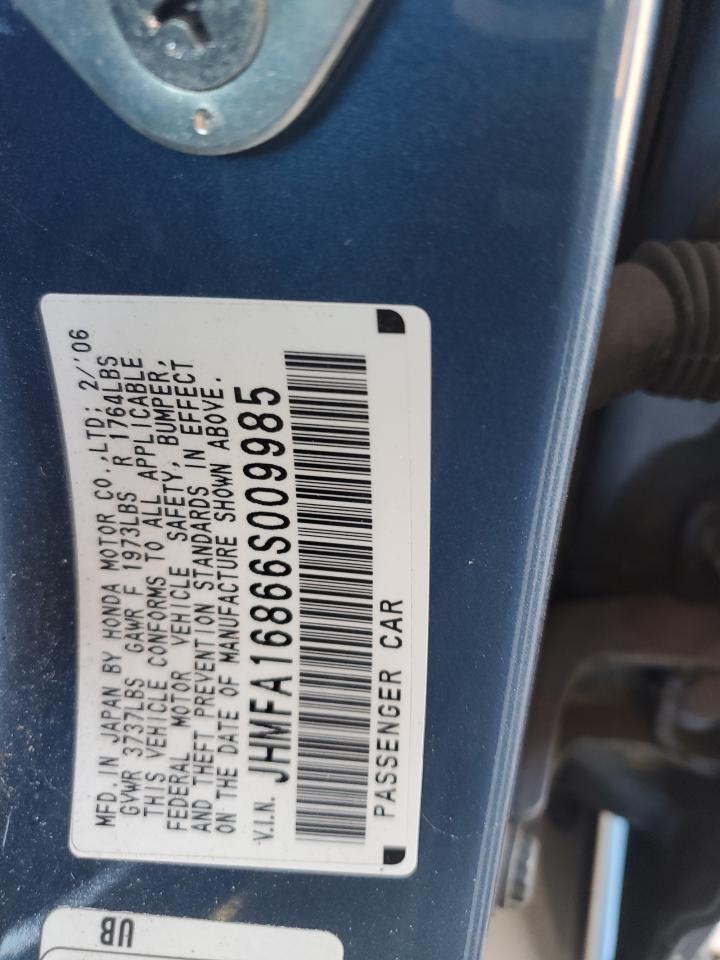 MFD. IN JAPAN BY HONDA MOTOR CO.,LTD; 2/'06
GVWR 3737LBS GAWR F 1973LBS R 1764LBS
THIS VEHICLE CONFORMS TO ALL APPLICABLE
FEDERAL MOTOR VEHICLE SAFETY, BUMPER,
AND THEFT PREVENTION STANDARDS IN EFFECT
ON THE DATE OF MANUFACTURE SHOWN ABOVE.
V.I.N. JHMFA16866S009985
PASSENGER CAR
UB